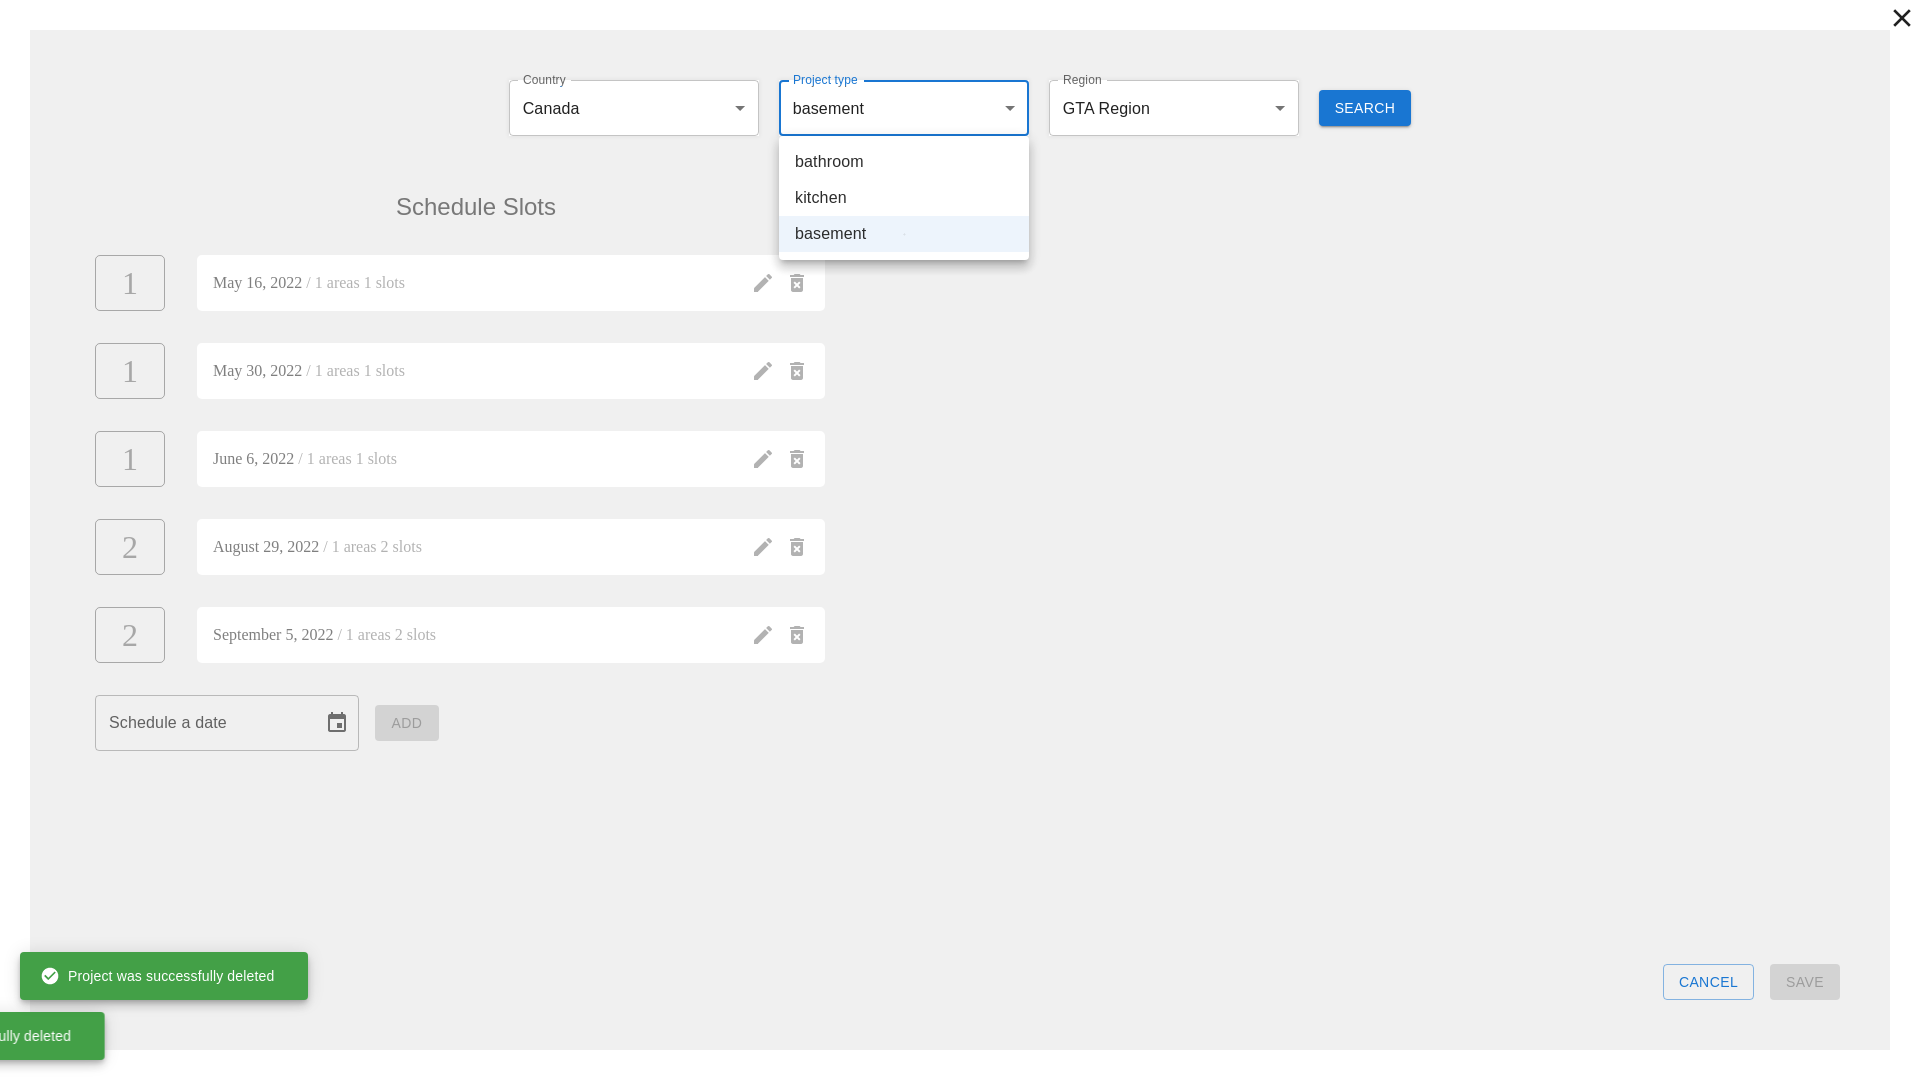 Country
Canada
Project type
basement
Region
GTA Region
SEARCH
bathroom
kitchen
basement
Schedule Slots
1
May 16, 2022 / 1 areas 1 slots
1
May 30, 2022 / 1 areas 1 slots
1
June 6, 2022 / 1 areas 1 slots
2
August 29, 2022 / 1 areas 2 slots
2
September 5, 2022 / 1 areas 2 slots
Schedule a date
ADD
Project was successfully deleted
CANCEL
SAVE
ully deleted